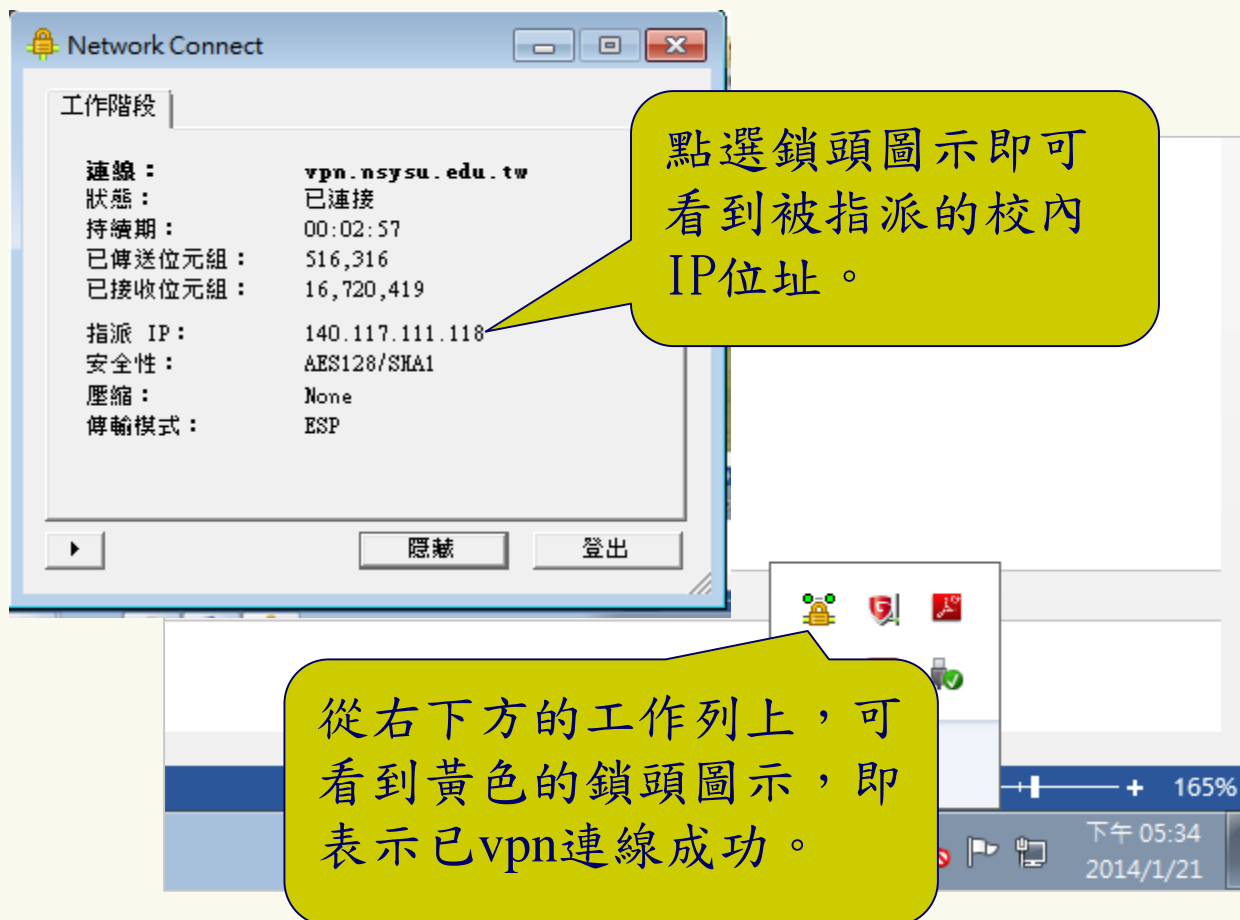 Network Connect
工作階段
連線： vpn.nsysu.edu.tw
狀態： 已連接
持續期： 00:02:57
已傳送位元組： 516,316
已接收位元組： 16,720,419
指派 IP： 140.117.111.118
安全性： AES128/SHA1
壓縮： None
傳輸模式： ESP
隱藏 登出
點選鎖頭圖示即可
看到被指派的校內
IP位址。
從右下方的工作列上，可
看到黃色的鎖頭圖示，即
表示已vpn連線成功。
165%
下午 05:34
2014/1/21